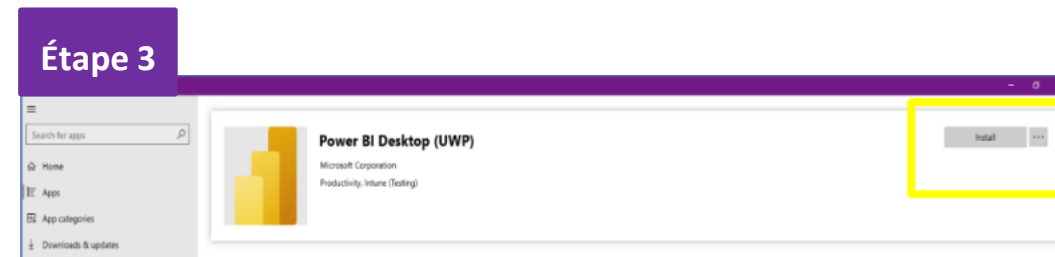 Étape 3
Search for apps
Home
Apps
App categories
Downloads & updates
Power BI Desktop (UWP)
Microsoft Corporation
Productivity, Intune (Testing)
Install
...